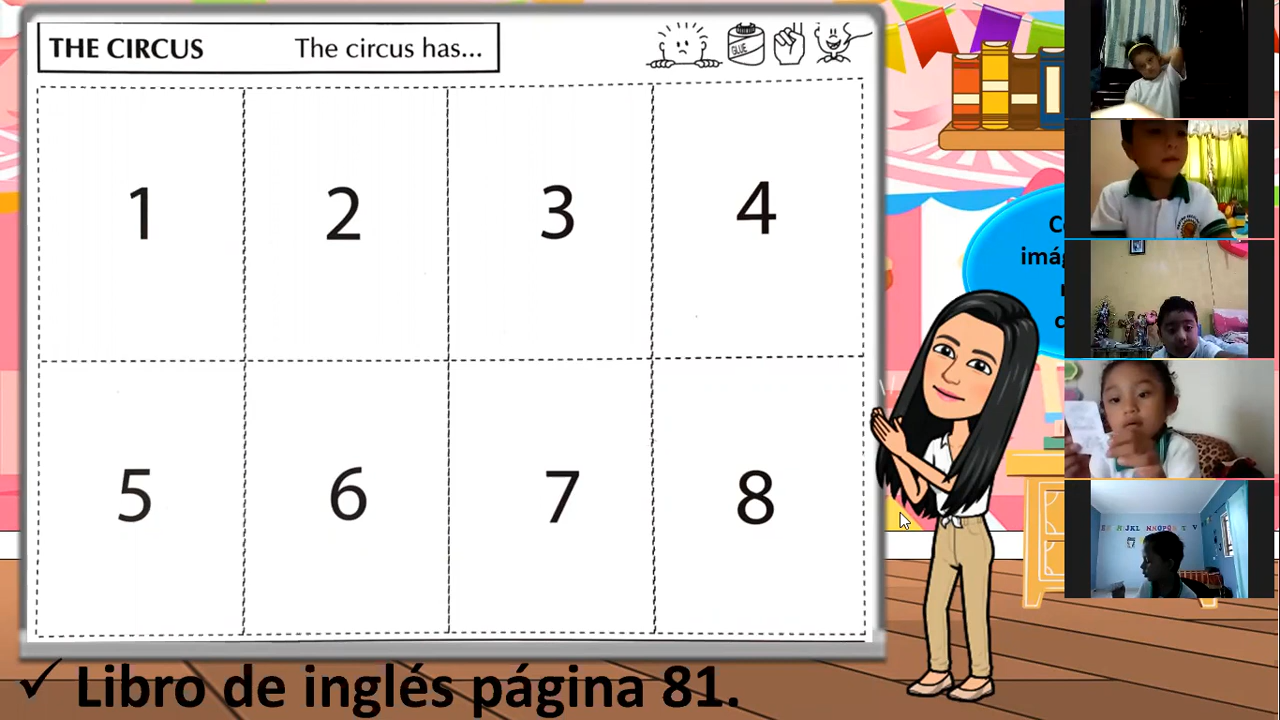 THE CIRCUS The circus has...
GLUE
1 2 3 4
5 6 7 8
Libro de inglés página 81.